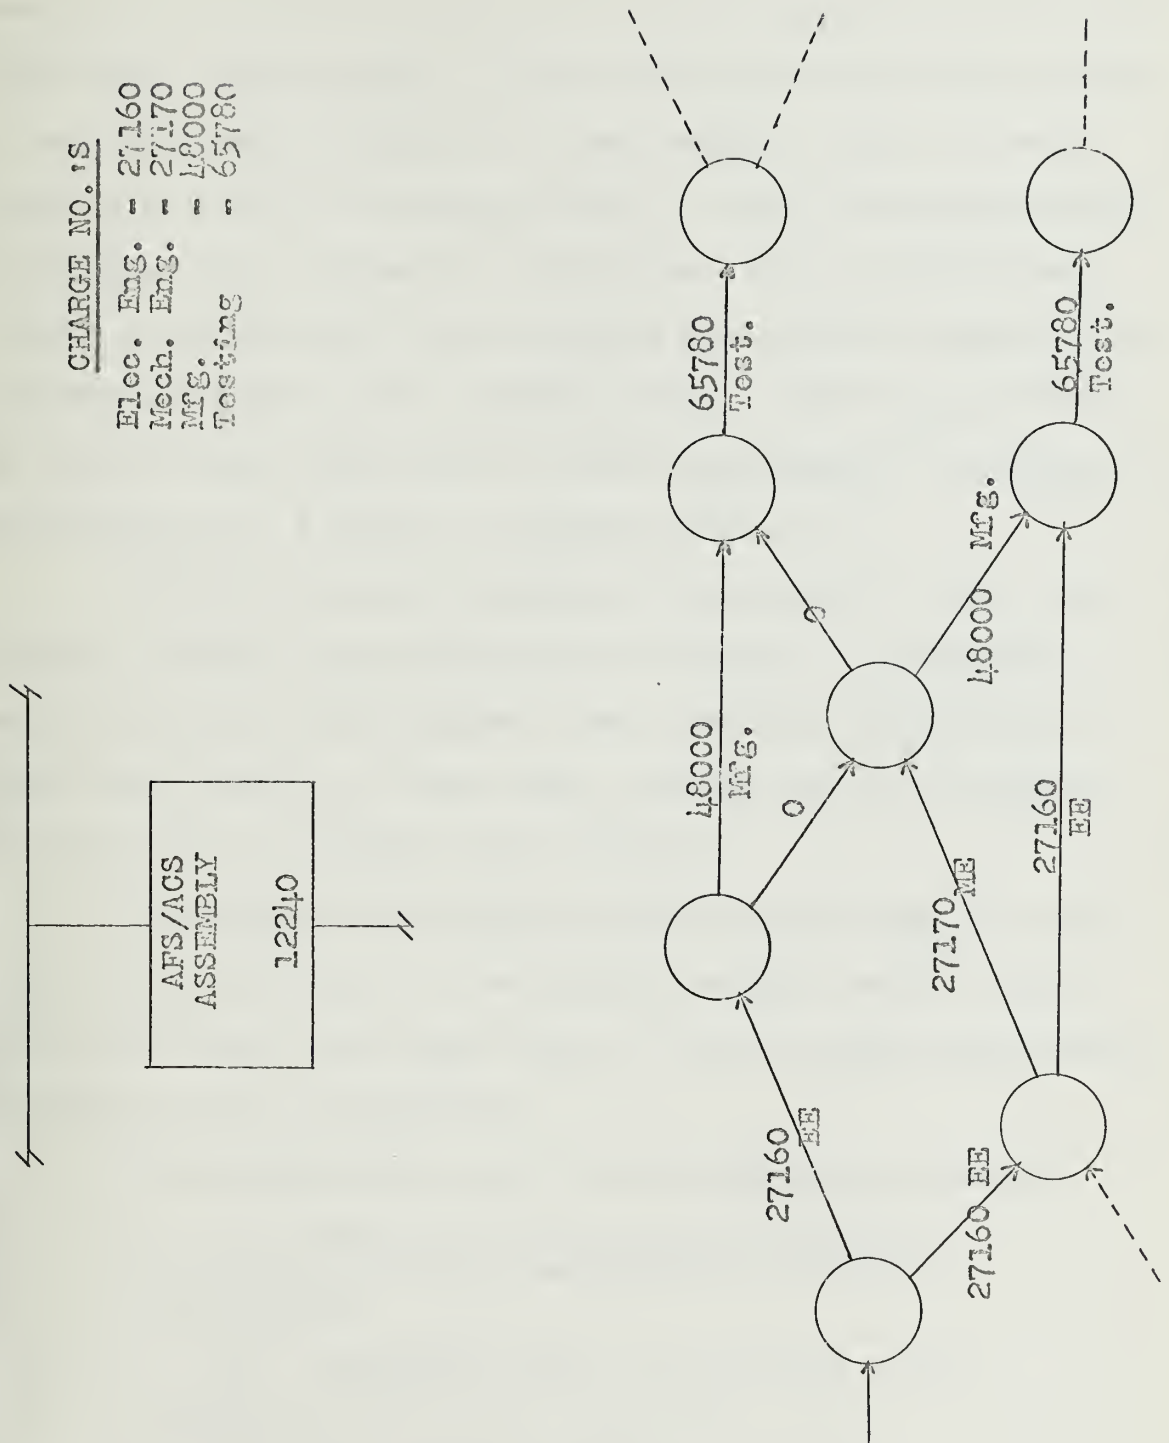 CHARGE NO.'S
Elec. Eng. - 27160
Mech. Eng. - 27170
Mfg. - 48000
Testing - 65780
AFS/ACS
ASSEMBLY
12240
27160
EE
48000
Mfg.
65780
Test.
0
0
27160 EE
27170 ME
48000 Mfg.
27160
EE
65780
Test.